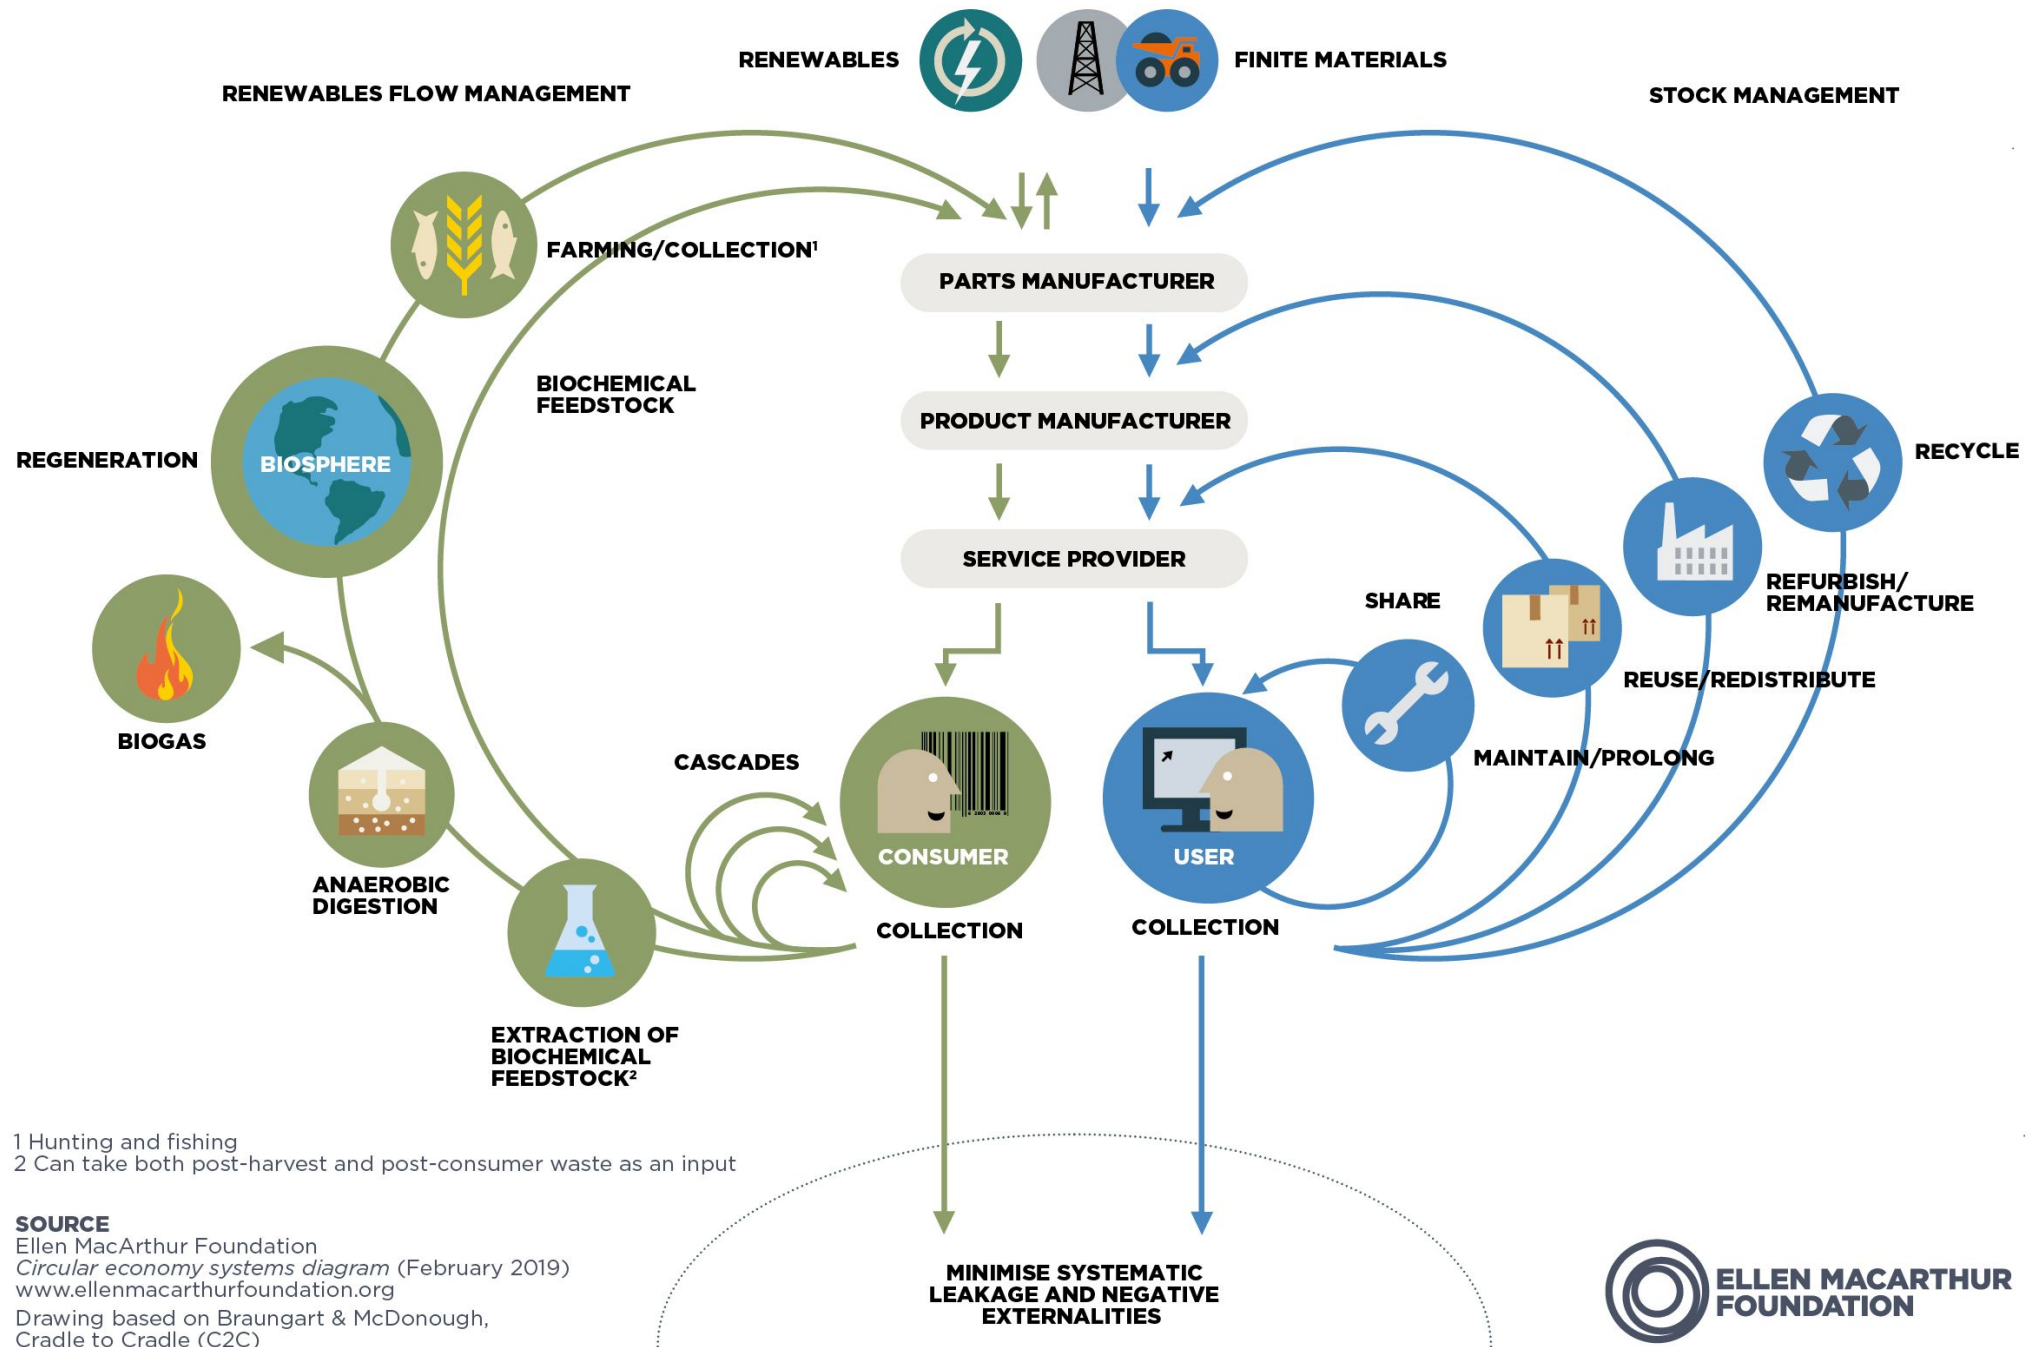 RENEWABLES
FINITE MATERIALS
RENEWABLES FLOW MANAGEMENT
STOCK MANAGEMENT
FARMING/COLLECTION¹
PARTS MANUFACTURER
BIOCHEMICAL
FEEDSTOCK
PRODUCT MANUFACTURER
REGENERATION
BIOSPHERE
RECYCLE
SERVICE PROVIDER
SHARE
REFURBISH/
REMANUFACTURE
REUSE/REDISTRIBUTE
BIOGAS
CASCADES
MAINTAIN/PROLONG
CONSUMER
USER
ANAEROBIC
DIGESTION
COLLECTION
COLLECTION
EXTRACTION OF
BIOCHEMICAL
FEEDSTOCK²
1 Hunting and fishing
2 Can take both post-harvest and post-consumer waste as an input
SOURCE
Ellen MacArthur Foundation
Circular economy systems diagram (February 2019)
www.ellenmacarthurfoundation.org
Drawing based on Braungart & McDonough,
Cradle to Cradle (C2C)
MINIMISE SYSTEMATIC
LEAKAGE AND NEGATIVE
EXTERNALITIES
ELLEN MACARTHUR
FOUNDATION